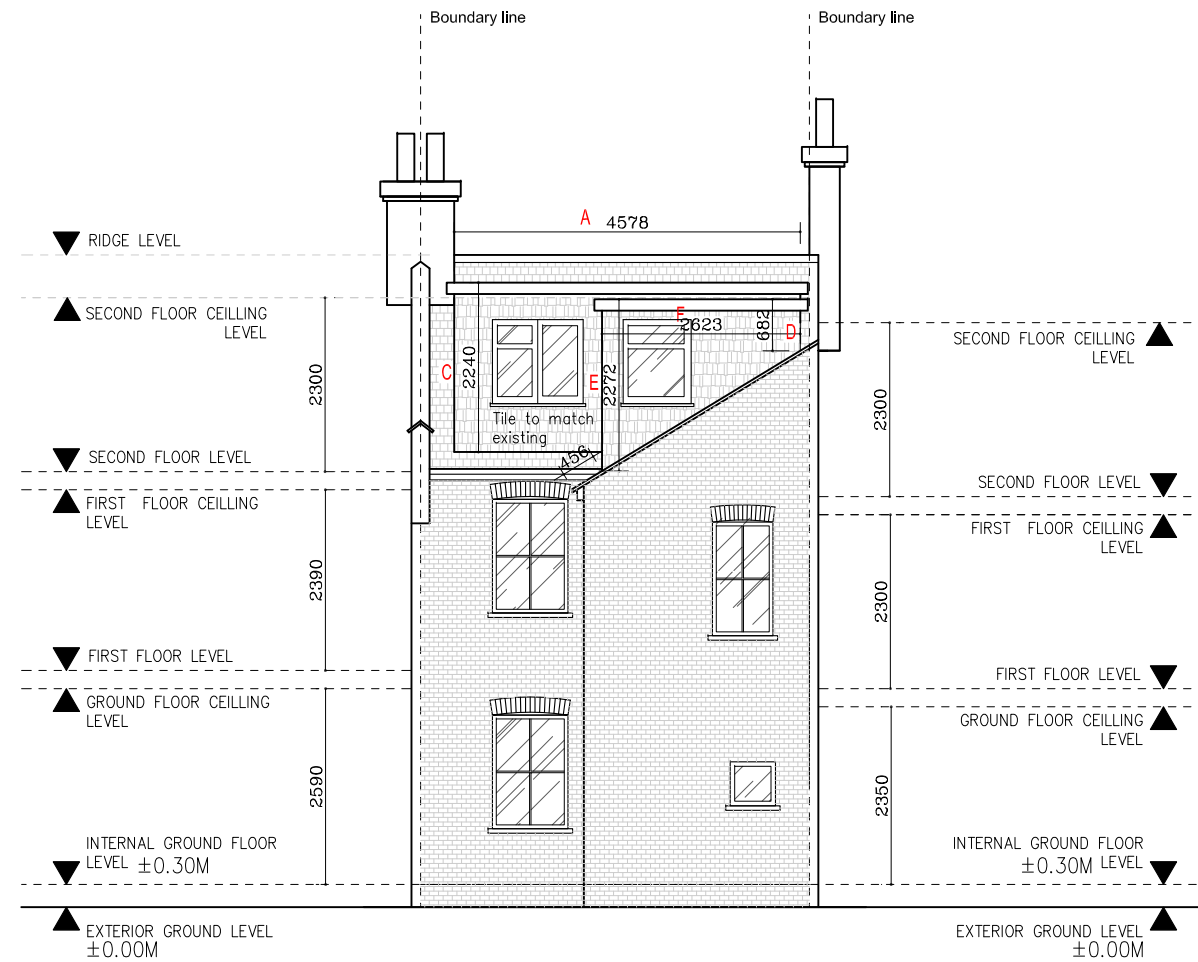 Boundary line
Boundary line
A
4578
RIDGE LEVEL
SECOND FLOOR CEILLING
LEVEL
F
2623
682
D
SECOND FLOOR CEILLING
LEVEL
C
2240
E
2272
2300
2300
Tile to match
existing
456
SECOND FLOOR LEVEL
SECOND FLOOR LEVEL
FIRST FLOOR CEILLING
LEVEL
FIRST FLOOR CEILLING
LEVEL
2390
2300
FIRST FLOOR LEVEL
FIRST FLOOR LEVEL
GROUND FLOOR CEILLING
LEVEL
GROUND FLOOR CEILLING
LEVEL
2590
2350
INTERNAL GROUND FLOOR
LEVEL ±0.30M
INTERNAL GROUND FLOOR
±0.30M LEVEL
EXTERIOR GROUND LEVEL
±0.00M
EXTERIOR GROUND LEVEL
±0.00M